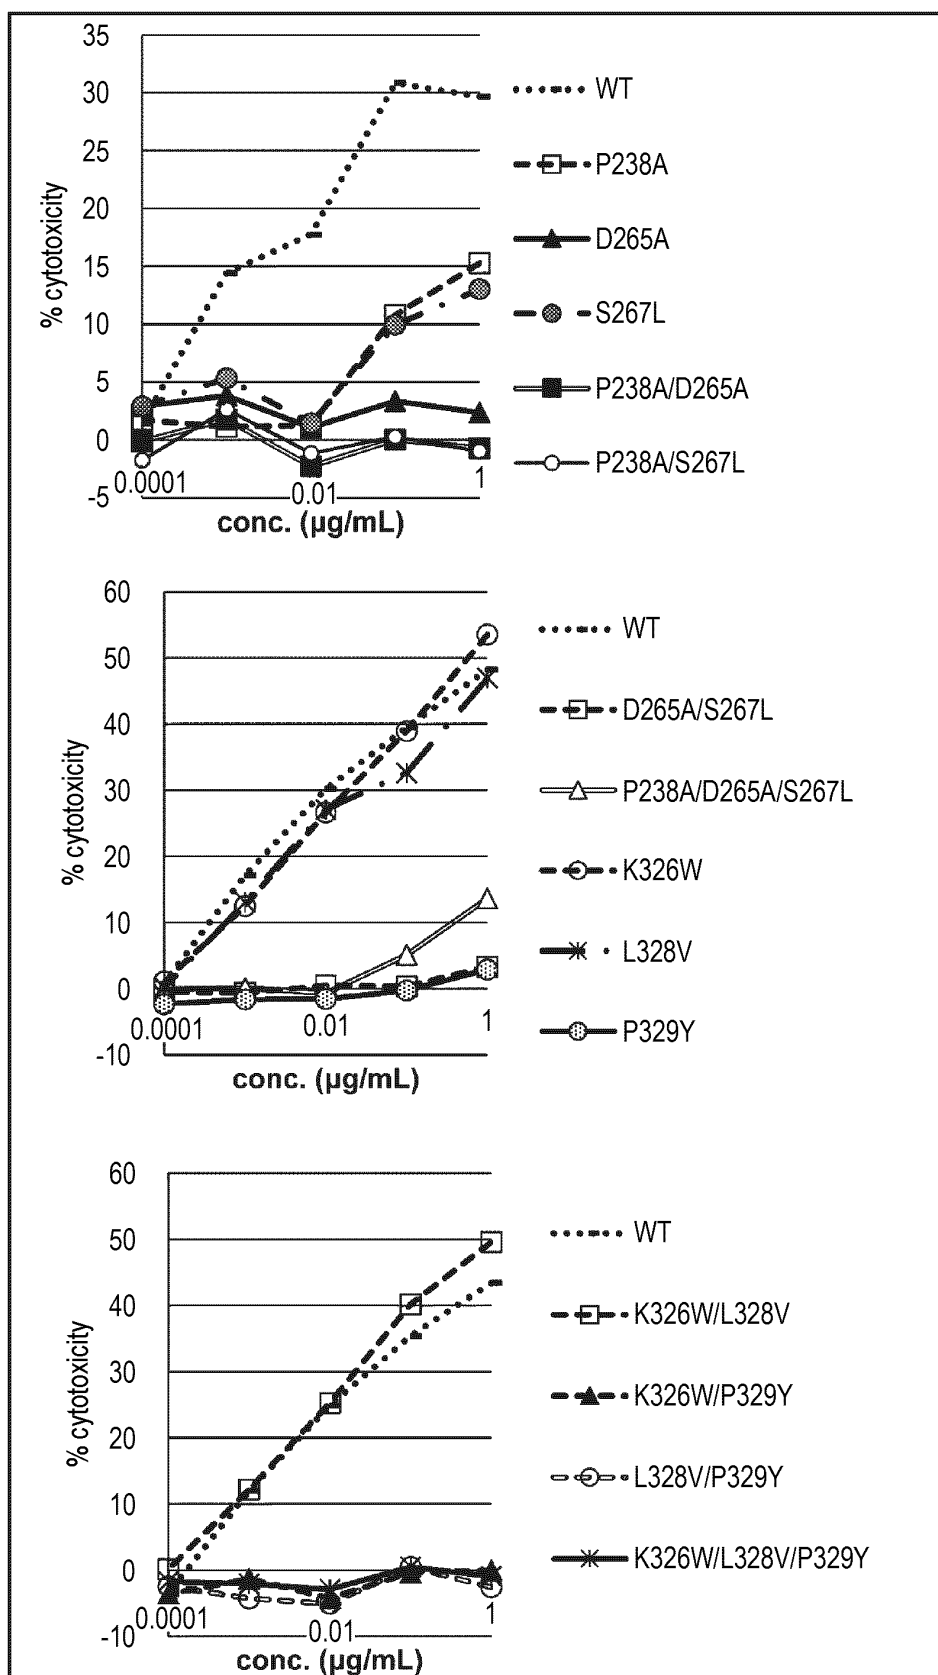 35
30
25
20
15
10
5
0
-5
% cytotoxicity
0.0001
0.01
1
conc. (µg/mL)
WT
P238A
D265A
S267L
P238A/D265A
P238A/S267L
60
50
40
30
20
10
0
-10
% cytotoxicity
0.0001
0.01
1
conc. (µg/mL)
WT
D265A/S267L
P238A/D265A/S267L
K326W
L328V
P329Y
60
50
40
30
20
10
0
-10
% cytotoxicity
0.0001
0.01
1
conc. (µg/mL)
WT
K326W/L328V
K326W/P329Y
L328V/P329Y
K326W/L328V/P329Y